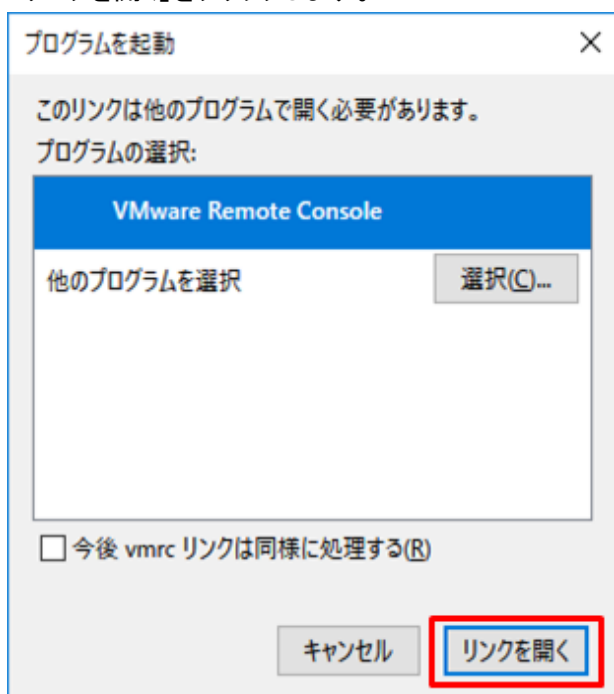 プログラムを起動
このリンクは他のプログラムで開く必要があります。
プログラムの選択:
VMware Remote Console
他のプログラムを選択
選択(C)...
今後 vmrc リンクは同様に処理する(R)
キャンセル
リンクを開く